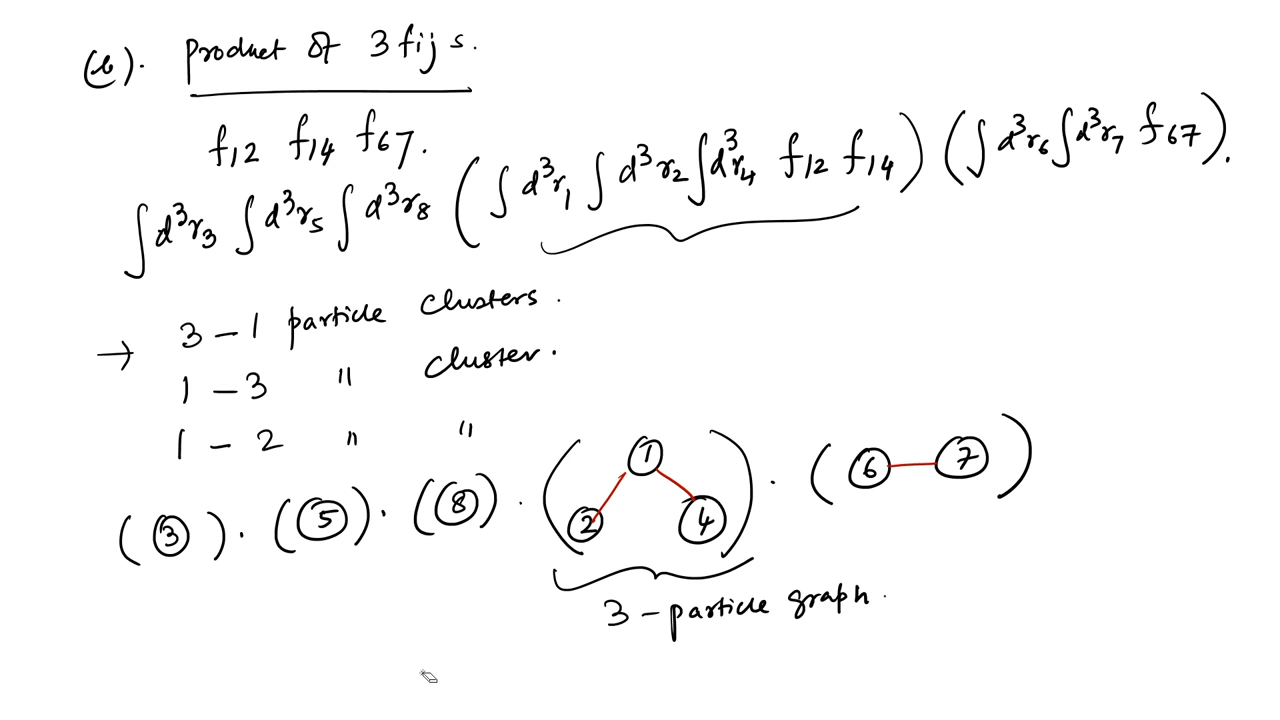 (b). Product of 3 fij s.
f12 f14 f67.
∫d³r3 ∫d³r5 ∫d³r8 (∫d³r1 ∫d³r2 ∫d³r4 f12 f14) (∫d³r6 ∫d³r7 f67).
→ 3 – 1 particle clusters.
1 – 3 " cluster.
1 – 2 " "
(3) · (5) · (8) · (1 2 4) · (6 7)
3 – particle graph.